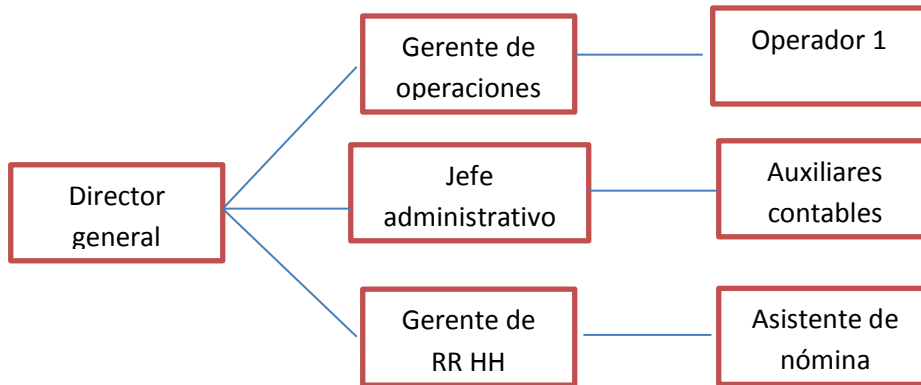 Gerente de
operaciones
Operador 1
Director
general
Jefe
administrativo
Auxiliares
contables
Gerente de
RR HH
Asistente de
nómina